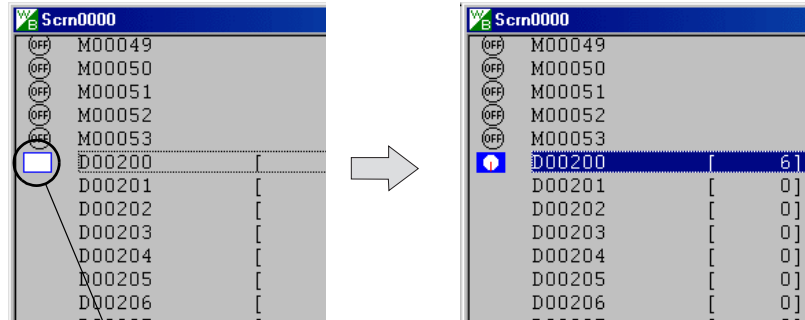 W B Scrn0000
OFF M00049
OFF M00050
OFF M00051
OFF M00052
OFF M00053
D00200 [
D00201 [
D00202 [
D00203 [
D00204 [
D00205 [
D00206 [
W B Scrn0000
OFF M00049
OFF M00050
OFF M00051
OFF M00052
OFF M00053
D00200 [ 6]
D00201 [ 0]
D00202 [ 0]
D00203 [ 0]
D00204 [ 0]
D00205 [ 0]
D00206 [ 0]